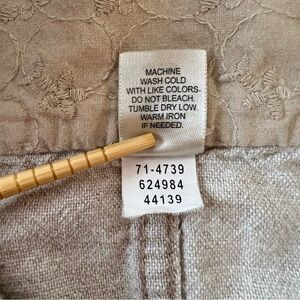 MACHINE
WASH COLD
WITH LIKE COLORS-
DO NOT BLEACH.
TUMBLE DRY LOW.
WARM IRON
IF NEEDED.
71-4739
624984
44139